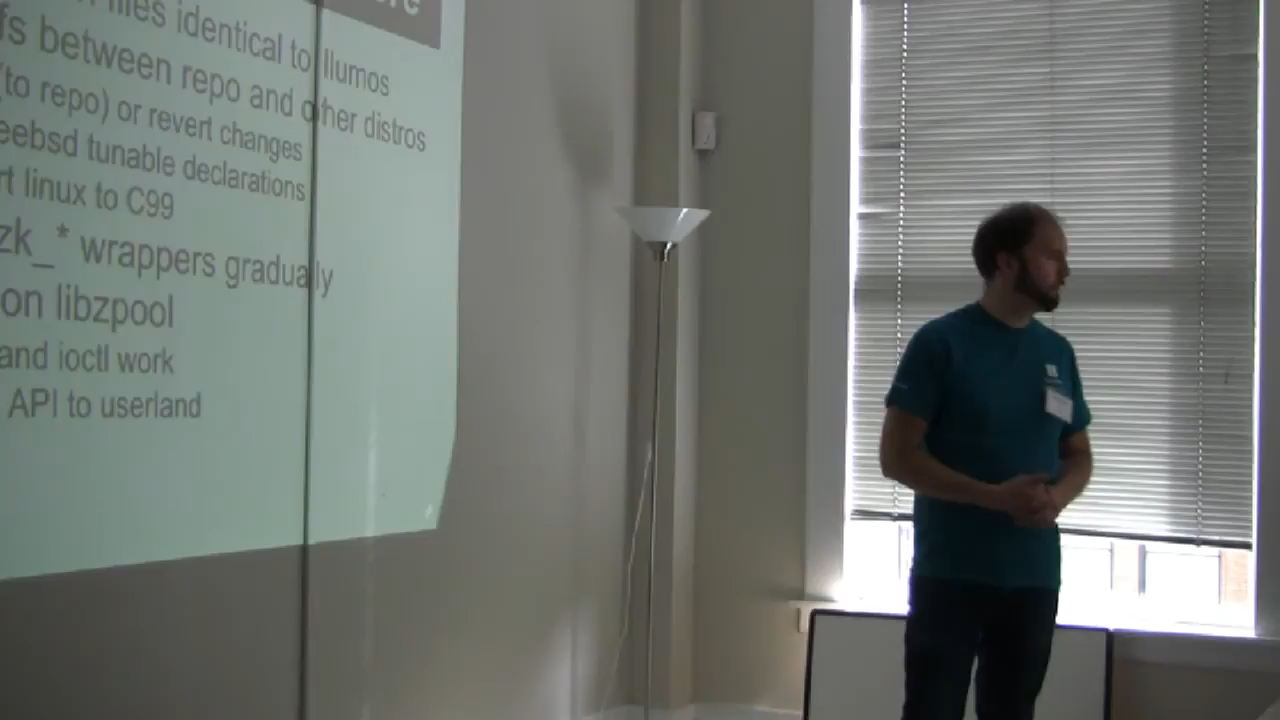 files identical to Illumos
fs between repo and other distros
(to repo) or revert changes
eebsd tunable declarations
rt linux to C99
zk_* wrappers gradually
on libzpool
and ioctl work
API to userland